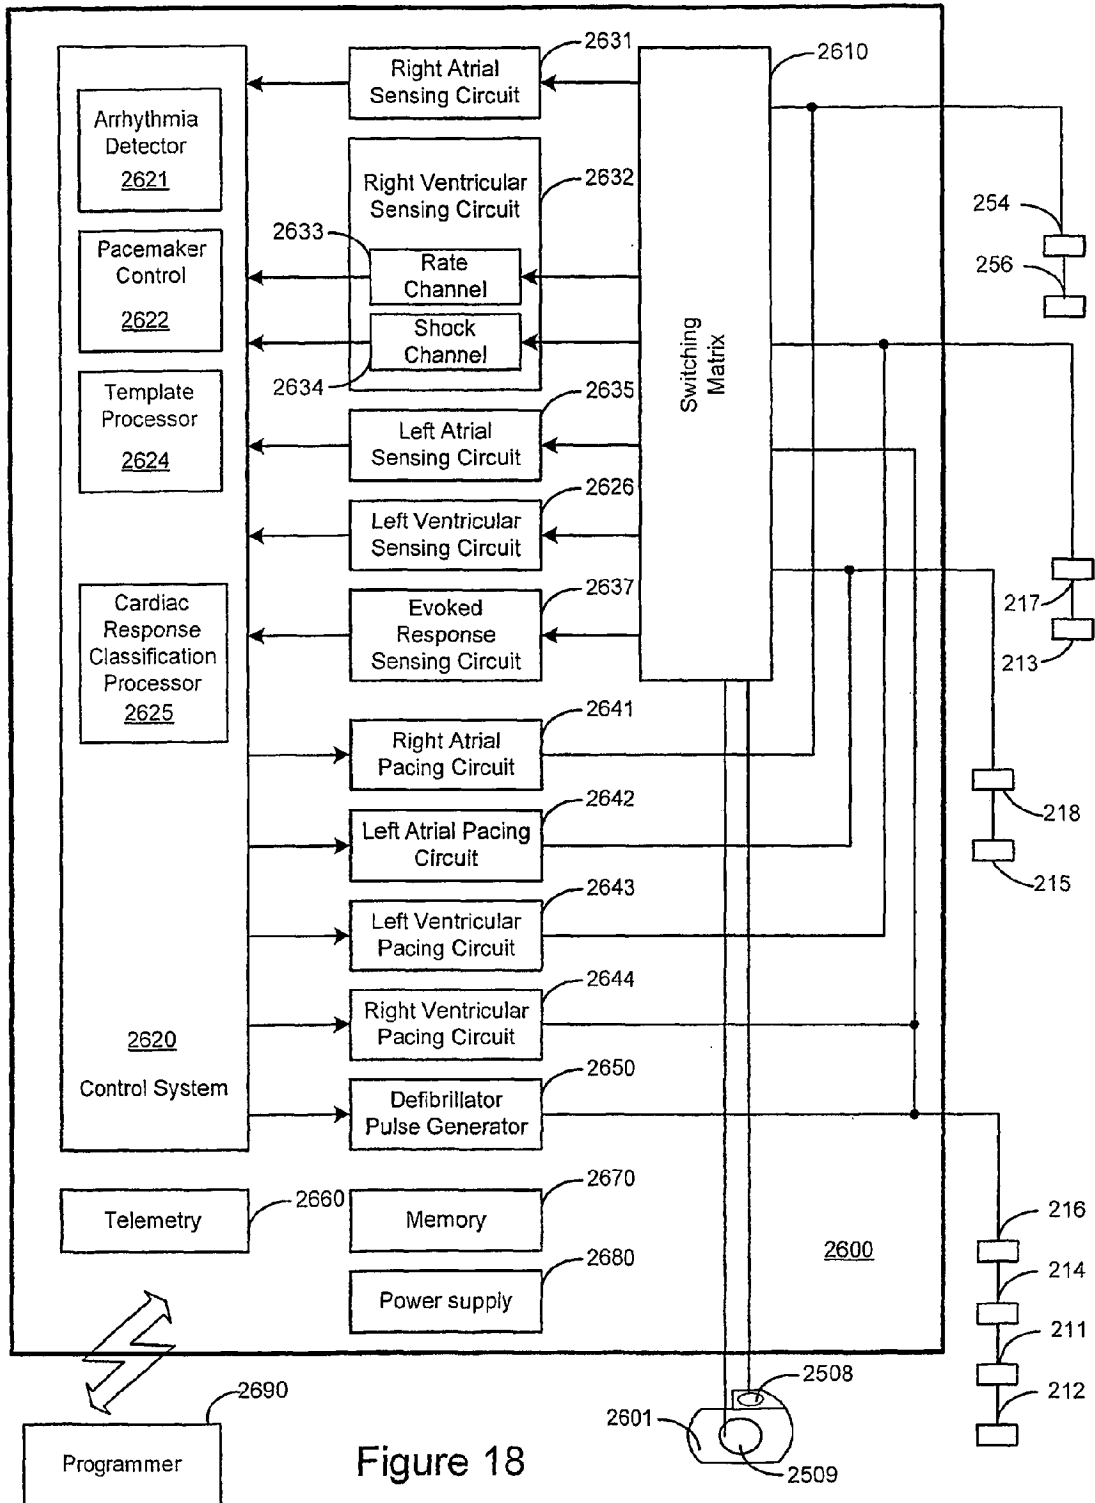 2631
2610
Right Atrial
Sensing Circuit
Arrhythmia
Detector
2621
Right Ventricular
Sensing Circuit
2632
2633
Rate
Channel
Shock
Channel
2634
Pacemaker
Control
2622
254
256
Switching
Matrix
Template
Processor
2624
2635
Left Atrial
Sensing Circuit
2626
Left Ventricular
Sensing Circuit
2637
Evoked
Response
Sensing Circuit
Cardiac
Response
Classification
Processor
2625
217
213
2641
Right Atrial
Pacing Circuit
2642
Left Atrial Pacing
Circuit
218
215
2643
Left Ventricular
Pacing Circuit
2644
Right Ventricular
Pacing Circuit
2620
Control System
2650
Defibrillator
Pulse Generator
2660
Telemetry
2670
Memory
2680
Power supply
2600
216
214
211
212
2690
Programmer
2508
2601
2509
Figure 18